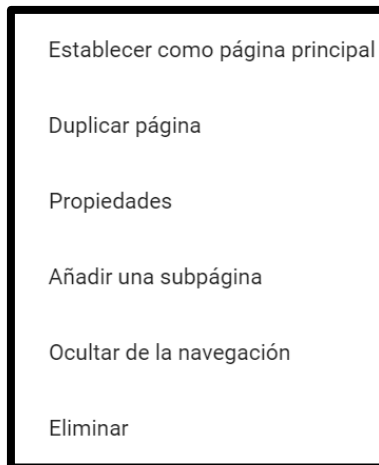 Establecer como página principal
Duplicar página
Propiedades
Añadir una subpágina
Ocultar de la navegación
Eliminar